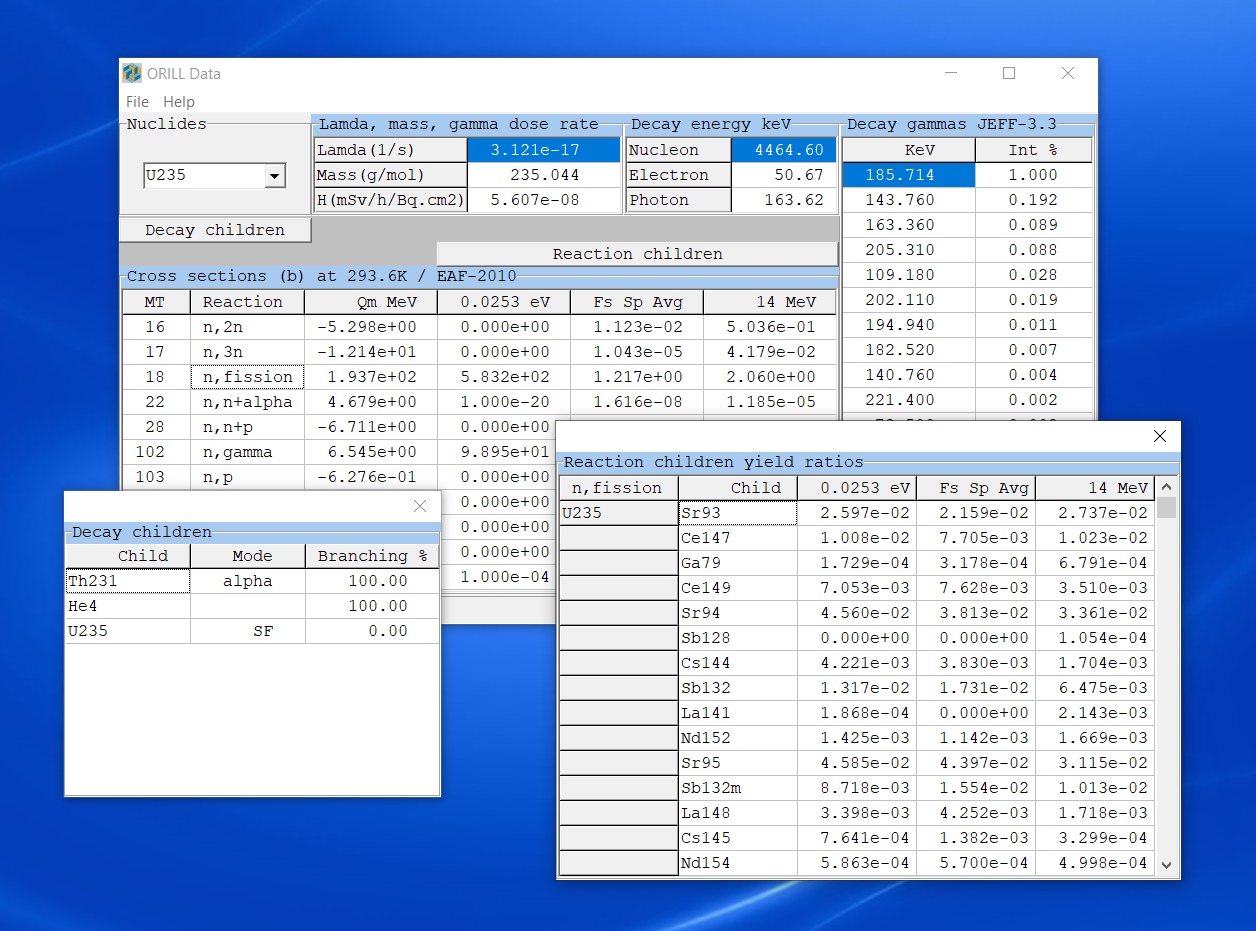 ORILL Data
File Help
Nuclides
U235
Decay children
Lamda, mass, gamma dose rate
Lamda(1/s) 3.121e-17
Mass(g/mol) 235.044
H(mSv/h/Bq.cm2) 5.607e-08
Decay energy keV
Nucleon 4464.60
Electron 50.67
Photon 163.62
Decay gammas JEFF-3.3
KeV Int %
185.714 1.000
143.760 0.192
163.360 0.089
205.310 0.088
109.180 0.028
202.110 0.019
194.940 0.011
182.520 0.007
140.760 0.004
221.400 0.002
Reaction children
Cross sections (b) at 293.6K / EAF-2010
MT Reaction Qm MeV 0.0253 eV Fs Sp Avg 14 MeV
16 n,2n -5.298e+00 0.000e+00 1.123e-02 5.036e-01
17 n,3n -1.214e+01 0.000e+00 1.043e-05 4.179e-02
18 n,fission 1.937e+02 5.832e+02 1.217e+00 2.060e+00
22 n,n+alpha 4.679e+00 1.000e-20 1.616e-08 1.185e-05
28 n,n+p -6.711e+00 0.000e+00
102 n,gamma 6.545e+00 9.895e+01
103 n,p -6.276e-01 0.000e+00
0.000e+00
0.000e+00
0.000e+00
1.000e-04
Decay children
Child Mode Branching %
Th231 alpha 100.00
He4 100.00
U235 SF 0.00
Reaction children yield ratios
n,fission Child 0.0253 eV Fs Sp Avg 14 MeV
U235 Sr93 2.597e-02 2.159e-02 2.737e-02
Ce147 1.008e-02 7.705e-03 1.023e-02
Ga79 1.729e-04 3.178e-04 6.791e-04
Ce149 7.053e-03 7.628e-03 3.510e-03
Sr94 4.560e-02 3.813e-02 3.361e-02
Sb128 0.000e+00 0.000e+00 1.054e-04
Cs144 4.221e-03 3.830e-03 1.704e-03
Sb132 1.317e-02 1.731e-02 6.475e-03
La141 1.868e-04 0.000e+00 2.143e-03
Nd152 1.425e-03 1.142e-03 1.669e-03
Sr95 4.585e-02 4.397e-02 3.115e-02
Sb132m 8.718e-03 1.554e-02 1.013e-02
La148 3.398e-03 4.252e-03 1.718e-03
Cs145 7.641e-04 1.382e-03 3.299e-04
Nd154 5.863e-04 5.700e-04 4.998e-04